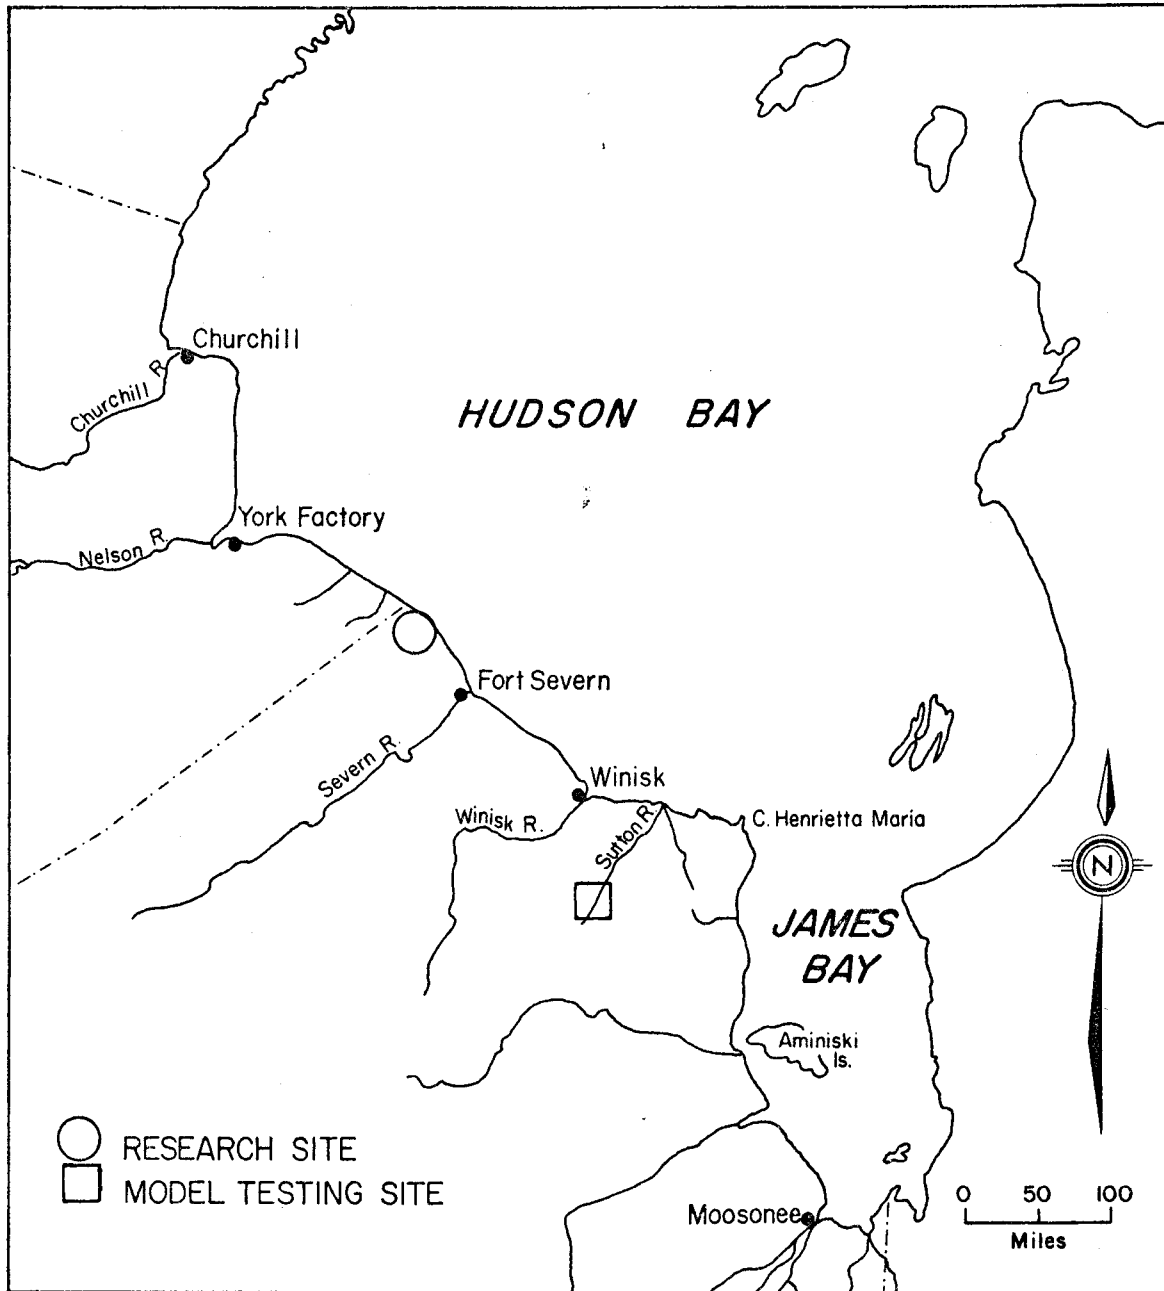 Churchill
Churchill R.
HUDSON BAY
York Factory
Nelson R.
Fort Severn
Severn R.
Winisk
Winisk R.
Sutton R.
C. Henrietta Maria
N
JAMES
BAY
Aminiski
Is.
RESEARCH SITE
MODEL TESTING SITE
Moosonee
0 50 100
Miles